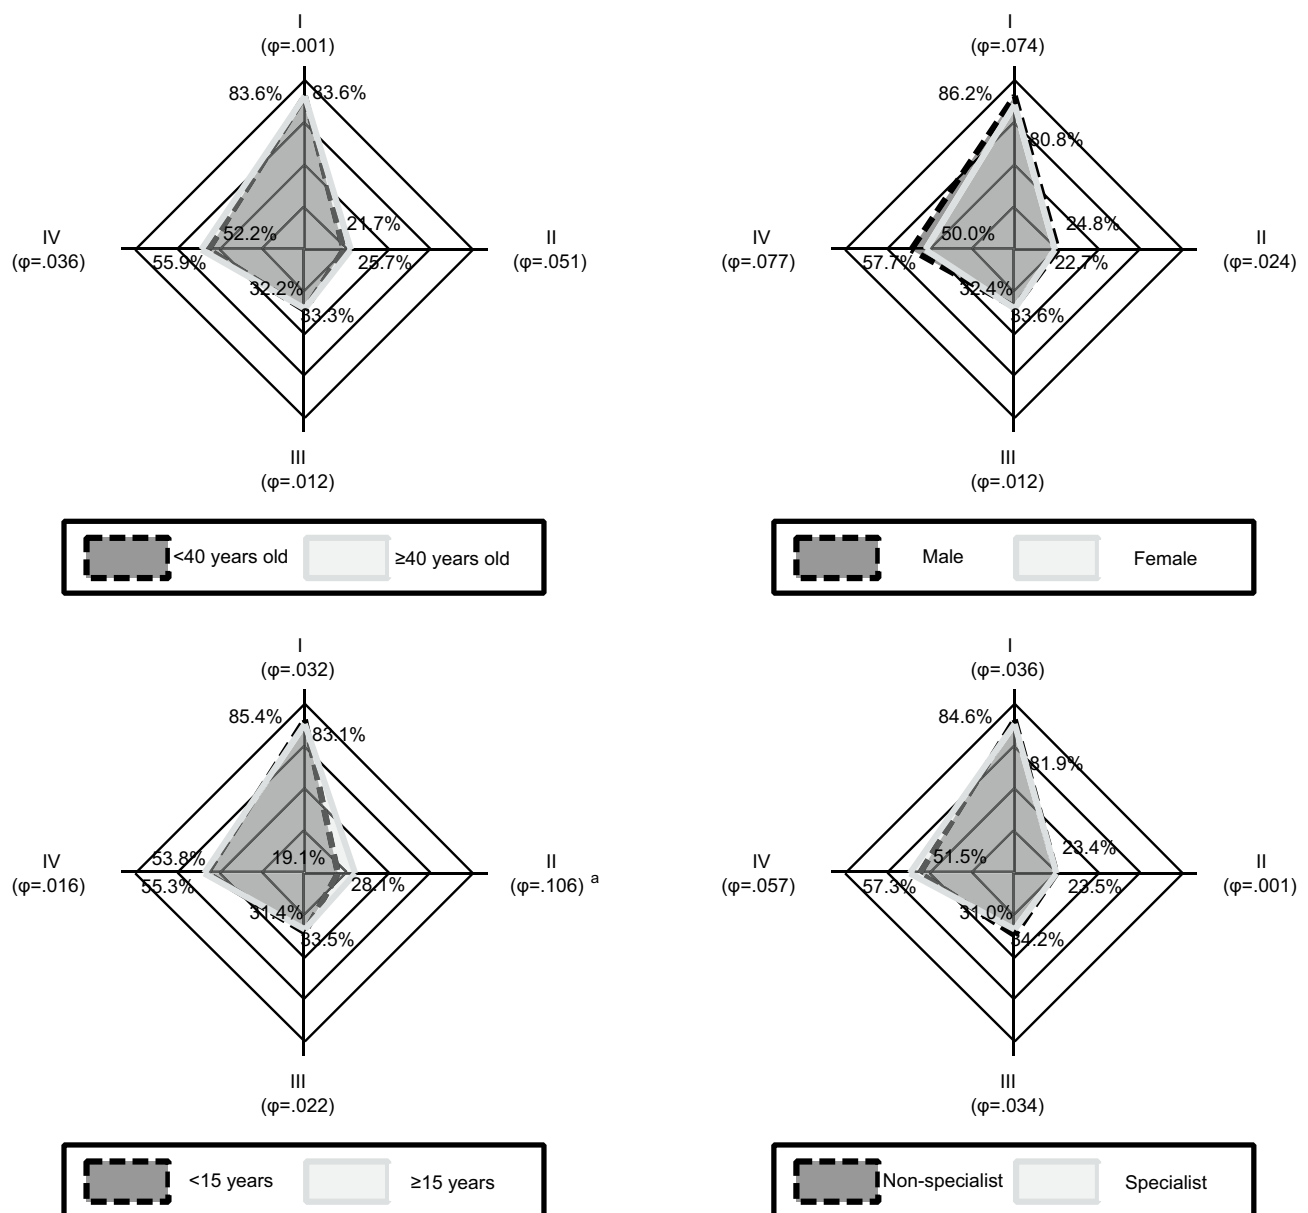 I
(φ=.001)
83.6%
83.6%
21.7%
52.2%
IV
(φ=.036)
II
(φ=.051)
55.9%
25.7%
32.2%
33.3%
III
(φ=.012)
<40 years old
≥40 years old
I
(φ=.074)
86.2%
80.8%
24.8%
50.0%
IV
(φ=.077)
II
(φ=.024)
57.7%
22.7%
32.4%
33.6%
III
(φ=.012)
Male
Female
I
(φ=.032)
85.4%
83.1%
53.8%
19.1%
IV
(φ=.016)
II
(φ=.106) a
55.3%
28.1%
31.4%
33.5%
III
(φ=.022)
<15 years
≥15 years
I
(φ=.036)
84.6%
81.9%
23.4%
51.5%
IV
(φ=.057)
II
(φ=.001)
57.3%
23.5%
31.0%
34.2%
III
(φ=.034)
Non-specialist
Specialist